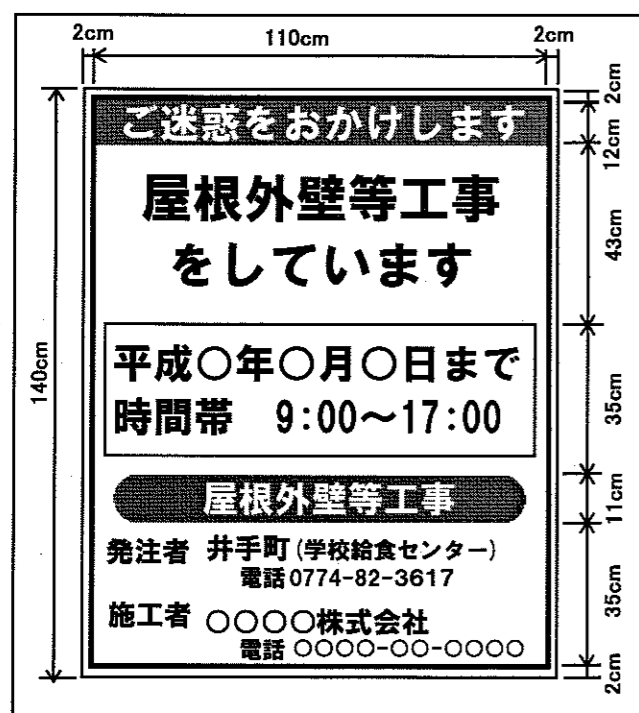 2cm 110cm 2cm
2cm
ご迷惑をおかけします
12cm
屋根外壁等工事
をしています
43cm
140cm
平成○年○月○日まで
時間帯 9:00～17:00
35cm
屋根外壁等工事
11cm
発注者 井手町(学校給食センター)
電話0774-82-3617
35cm
施工者 ○○○○株式会社
電話 ○○○○-○○-○○○○
2cm